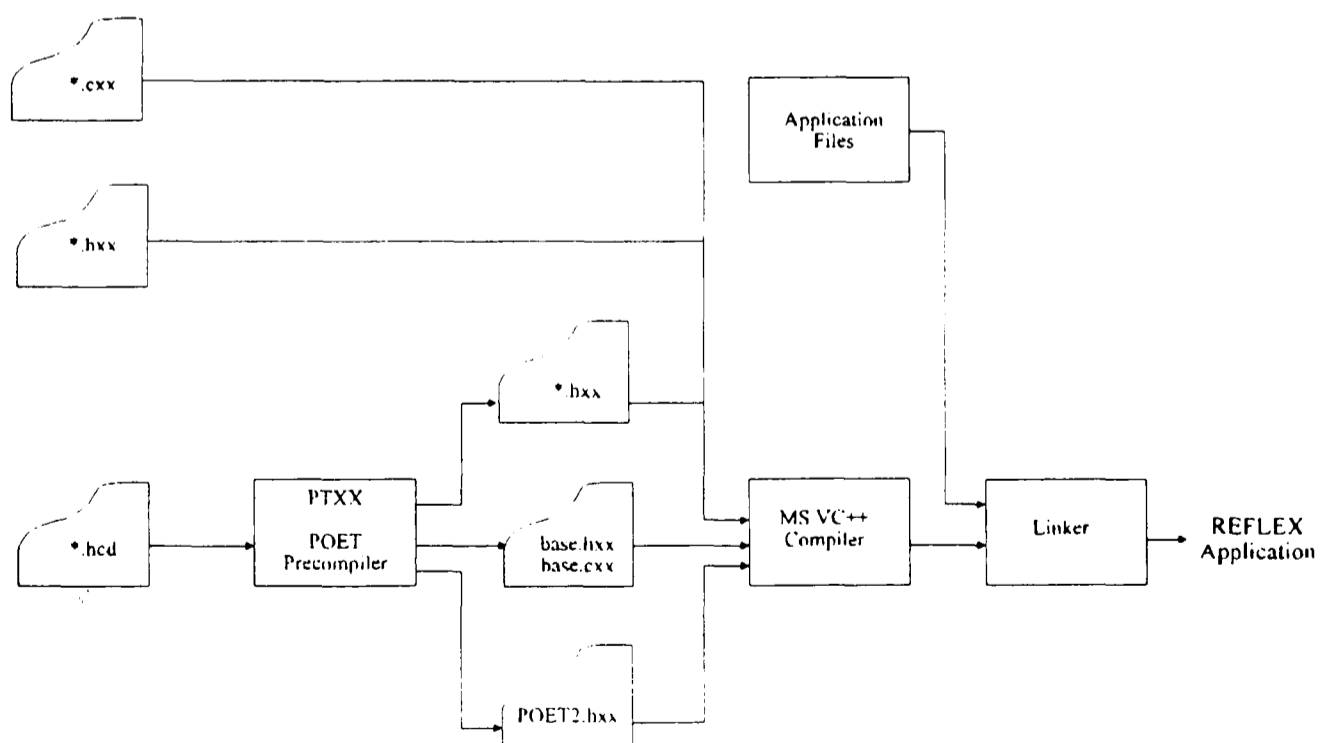 *.cxx
Application
Files
*.hxx
*.hxx
*.hcd
PTXX
POET
Precompiler
base.hxx
base.cxx
MS VC++
Compiler
Linker
REFLEX
Application
POET2.hxx